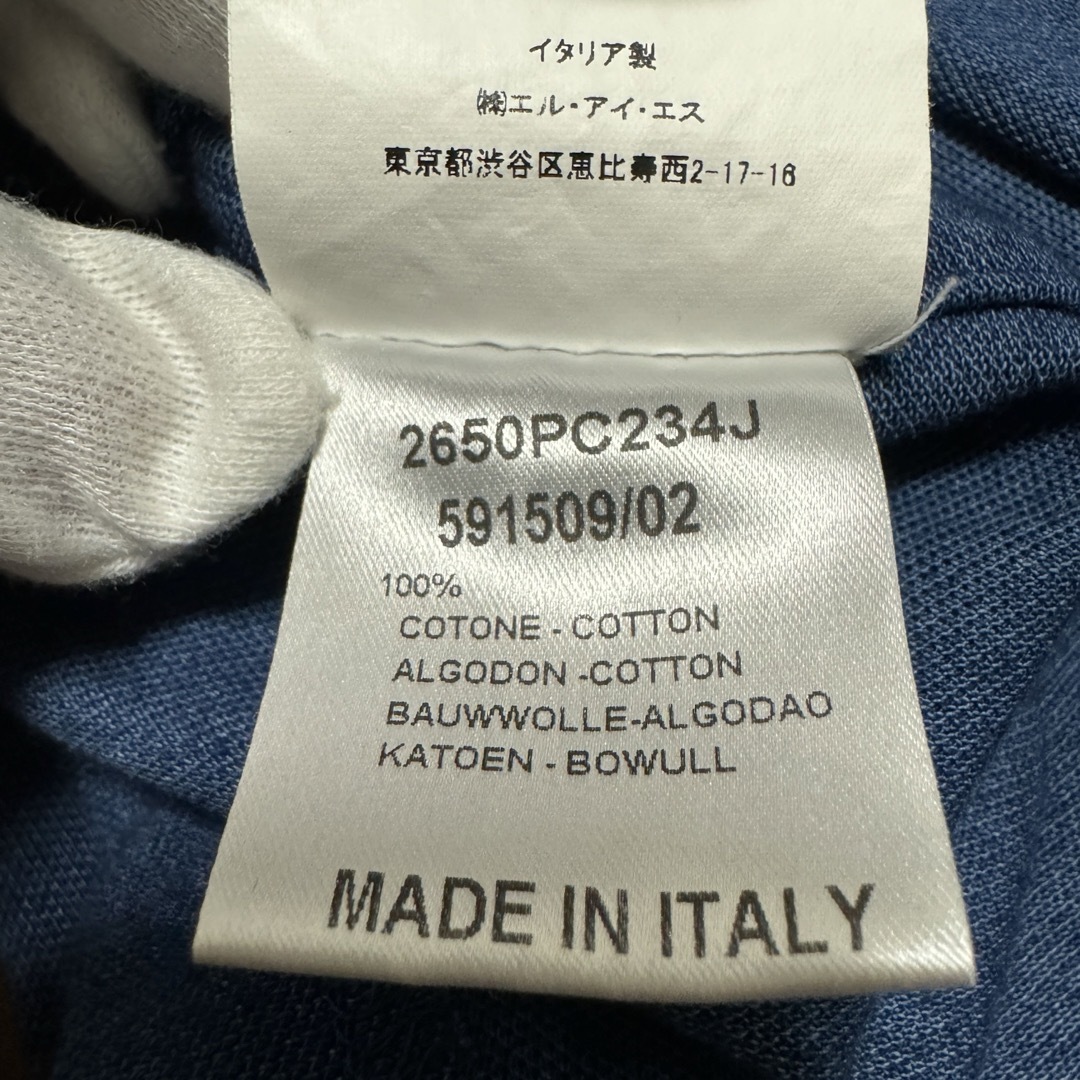 イタリア製
㈱エル・アイ・エス
東京都渋谷区恵比寿西2-17-16
2650PC234J
591509/02
100%
COTONE - COTTON
ALGODON -COTTON
BAUWWOLLE-ALGODAO
KATOEN - BOWULL
MADE IN ITALY